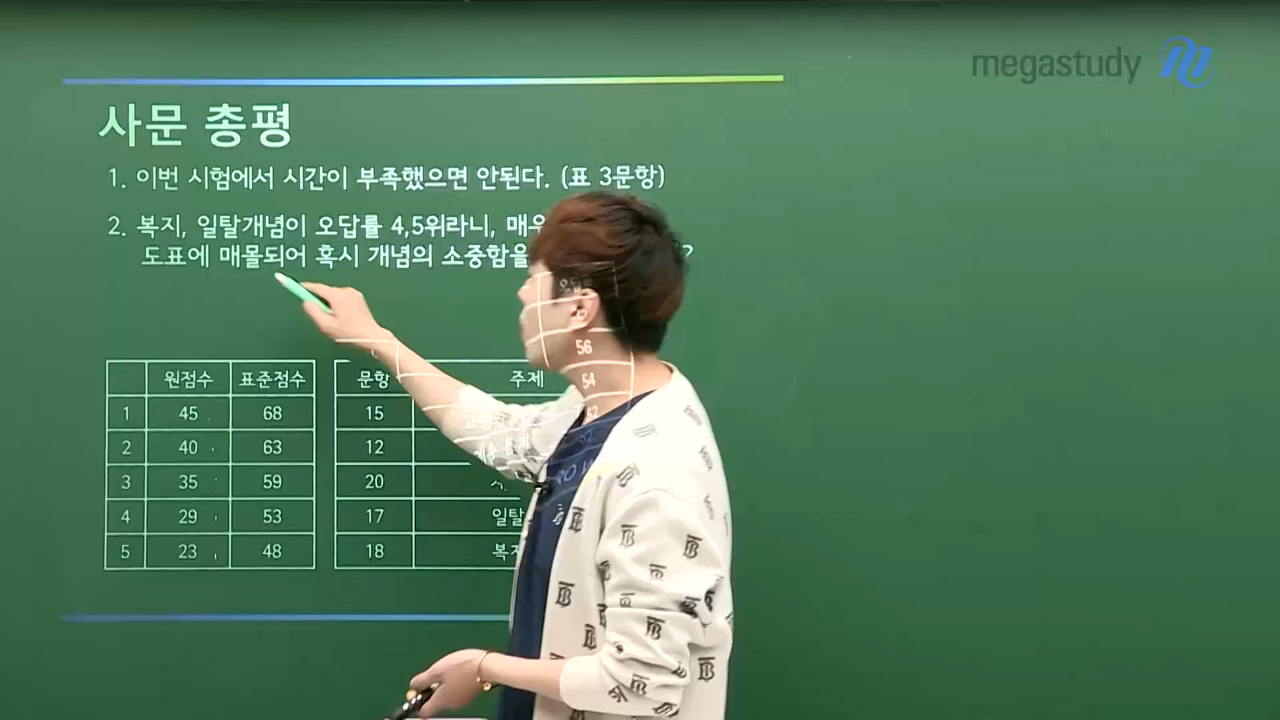 megastudy
사문 총평
1. 이번 시험에서 시간이 부족했으면 안된다. (표 3문항)
2. 복지, 일탈개념이 오답률 4,5위라니, 매우
도표에 매몰되어 혹시 개념의 소중함을 ?
원점수 표준점수
1 45 68
2 40 63
3 35 59
4 29 53
5 23 48
문항 주제
15 56
12 54
20 52
17 일탈
18 복지